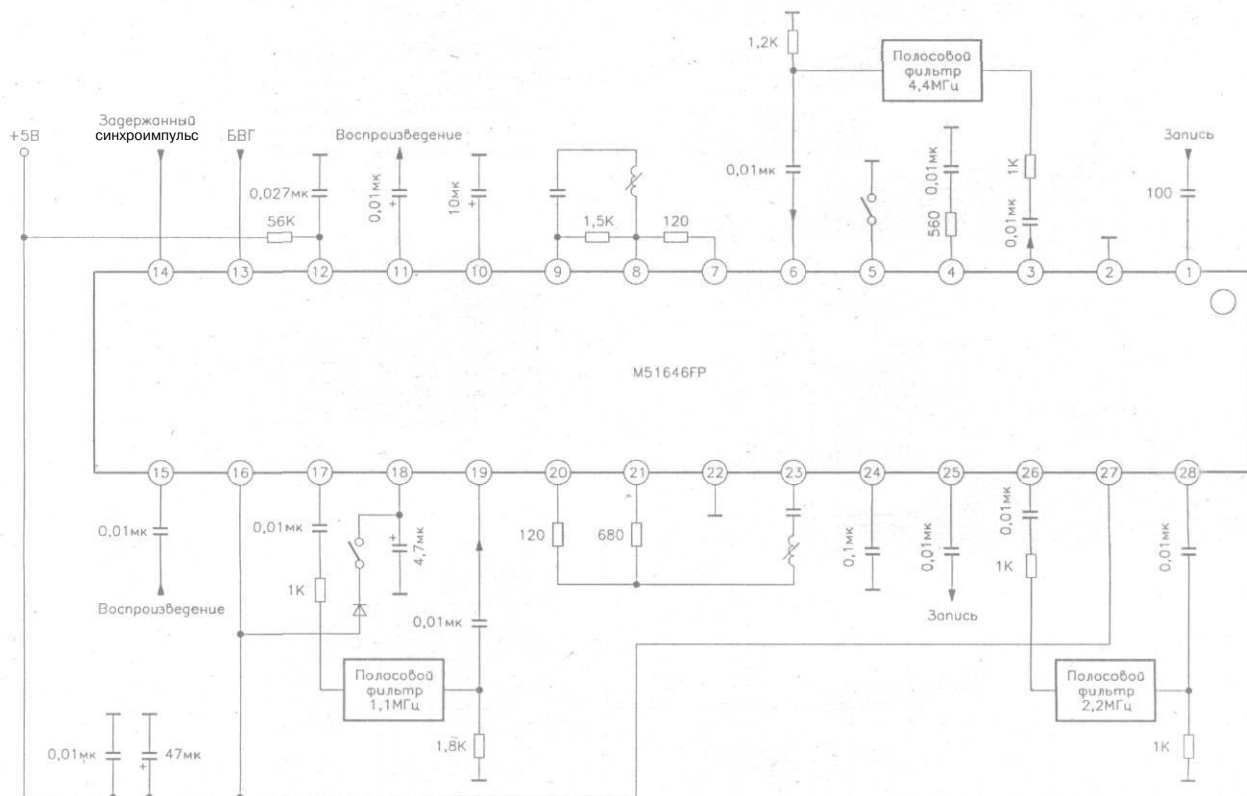 1,2К
Полосовой
фильтр
4,4МГц
+5В
Задержанный
синхроимпульс
БВГ
Воспроизведение
Запись
0,027мк
56К
0,01мк
10мк
1,5К
120
0,01мк
560
0,01мк
1К
0,01мк
100
14
13
12
11
10
9
8
7
6
5
4
3
2
1
M51646FP
15
16
17
18
19
20
21
22
23
24
25
26
27
28
0,01мк
Воспроизведение
0,01мк
1К
4,7мк
0,01мк
120
680
0,1мк
0,01мк
Запись
0,01мк
1К
0,01мк
Полосовой
фильтр
1,1МГц
1,8К
Полосовой
фильтр
2,2МГц
1К
0,01мк
47мк
+
+
+
+